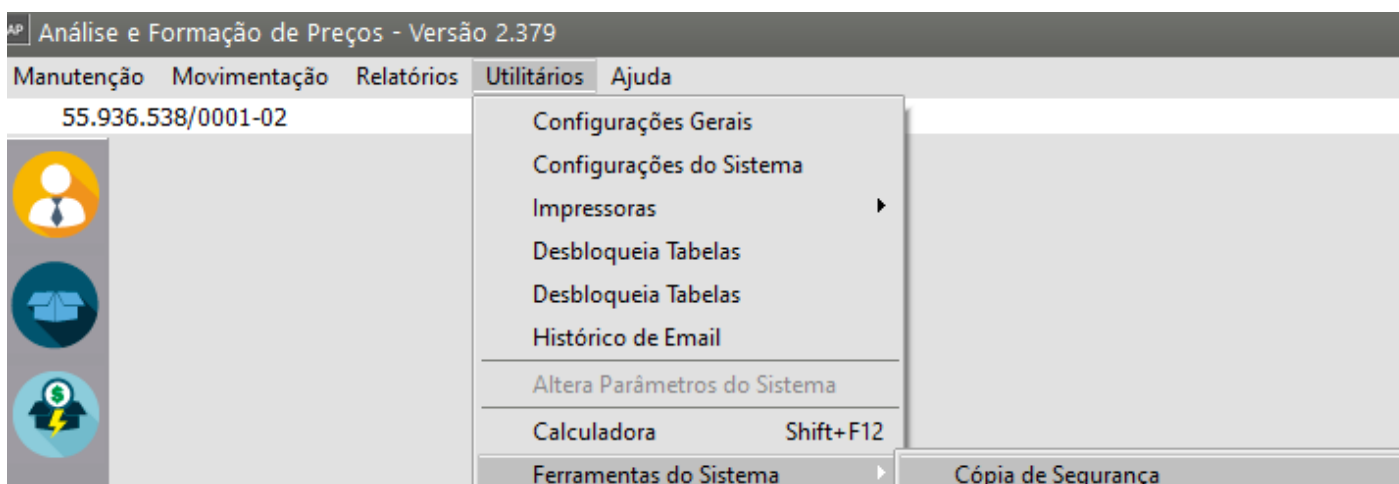 AP Análise e Formação de Preços - Versão 2.379
Manutenção Movimentação Relatórios Utilitários Ajuda
55.936.538/0001-02
Configurações Gerais
Configurações do Sistema
Impressoras
Desbloqueia Tabelas
Desbloqueia Tabelas
Histórico de Email
Altera Parâmetros do Sistema
Calculadora Shift+F12
Ferramentas do Sistema Cópia de Segurança